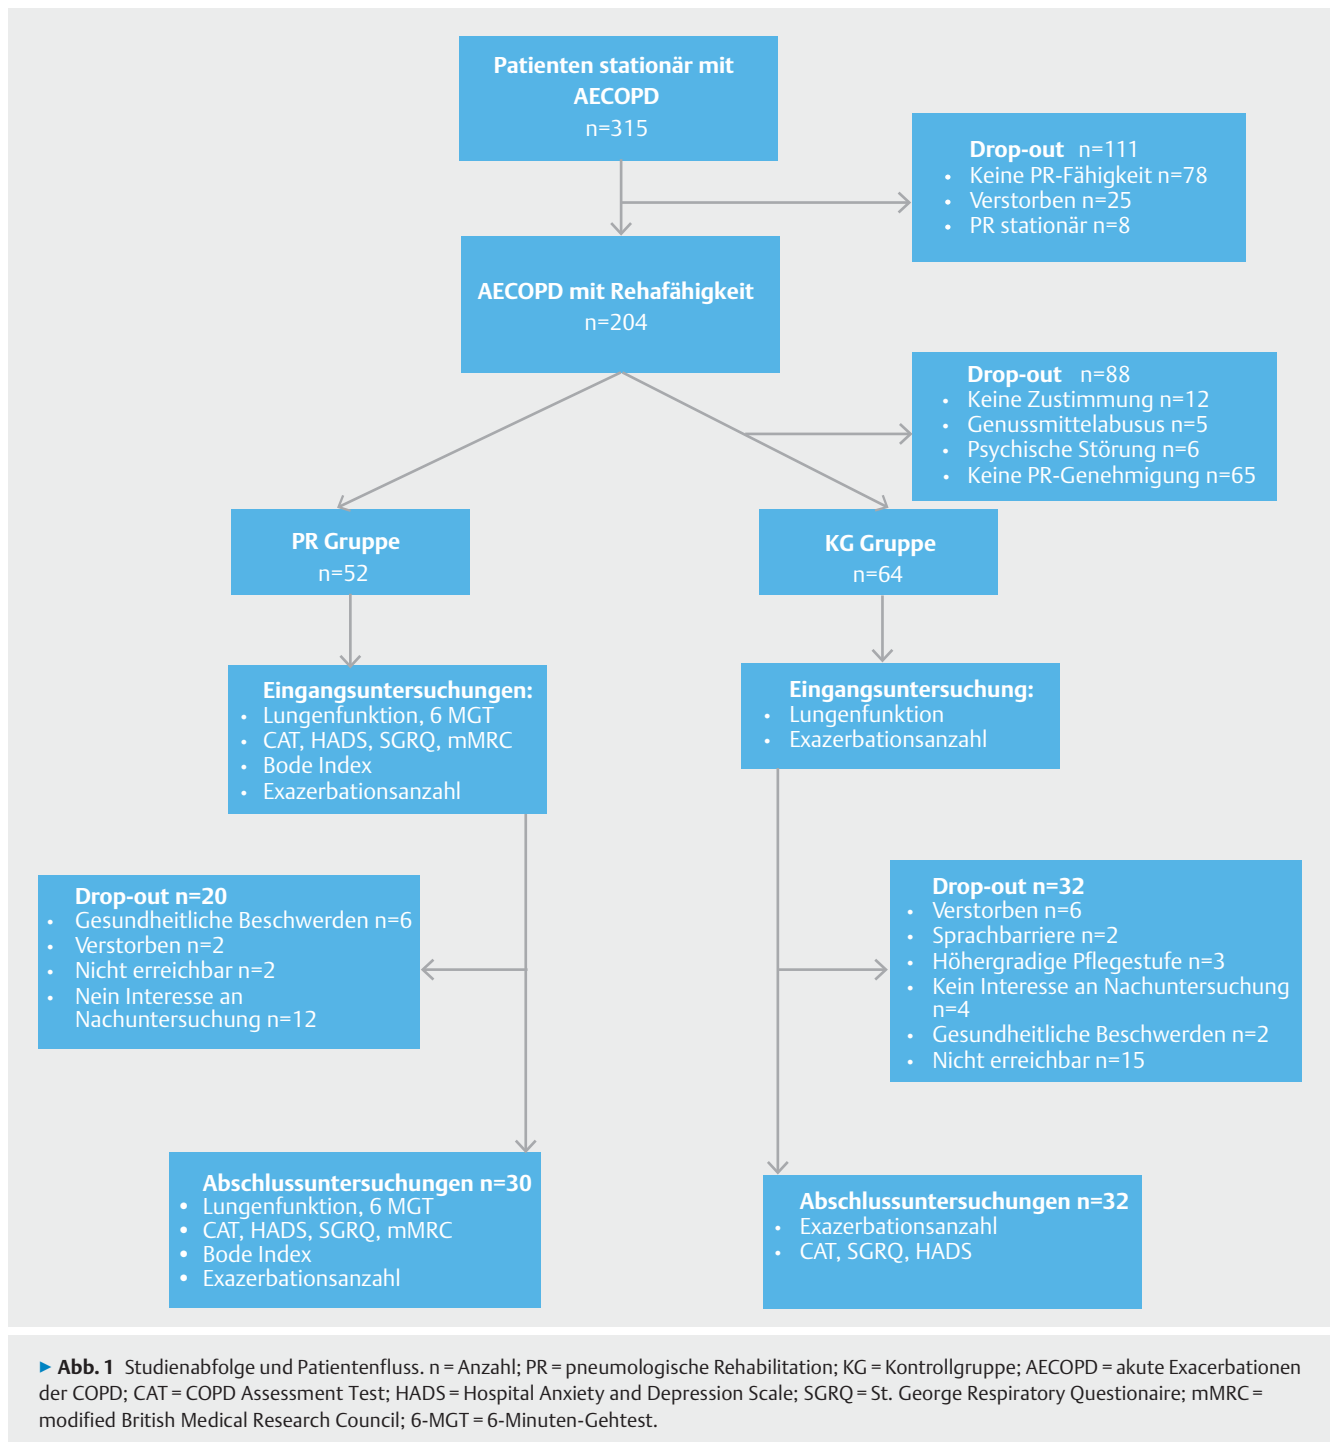 Patienten stationär mit
AECOPD
n=315
Drop-out n=111
• Keine PR-Fähigkeit n=78
• Verstorben n=25
• PR stationär n=8
AECOPD mit Rehafähigkeit
n=204
Drop-out n=88
• Keine Zustimmung n=12
• Genussmittelabusus n=5
• Psychische Störung n=6
• Keine PR-Genehmigung n=65
PR Gruppe
n=52
KG Gruppe
n=64
Eingangsuntersuchungen:
• Lungenfunktion, 6 MGT
• CAT, HADS, SGRQ, mMRC
• Bode Index
• Exazerbationsanzahl
Eingangsuntersuchung:
• Lungenfunktion
• Exazerbationsanzahl
Drop-out n=20
• Gesundheitliche Beschwerden n=6
• Verstorben n=2
• Nicht erreichbar n=2
• Nein Interesse an
Nachuntersuchung n=12
Drop-out n=32
• Verstorben n=6
• Sprachbarriere n=2
• Höhergradige Pflegestufe n=3
• Kein Interesse an Nachuntersuchung
n=4
• Gesundheitliche Beschwerden n=2
• Nicht erreichbar n=15
Abschlussuntersuchungen n=30
• Lungenfunktion, 6 MGT
• CAT, HADS, SGRQ, mMRC
• Bode Index
• Exazerbationsanzahl
Abschlussuntersuchungen n=32
• Exazerbationsanzahl
• CAT, SGRQ, HADS
► Abb. 1 Studienabfolge und Patientenfluss. n = Anzahl; PR = pneumologische Rehabilitation; KG = Kontrollgruppe; AECOPD = akute Exacerbationen
der COPD; CAT = COPD Assessment Test; HADS = Hospital Anxiety and Depression Scale; SGRQ = St. George Respiratory Questionaire; mMRC =
modified British Medical Research Council; 6-MGT = 6-Minuten-Gehtest.